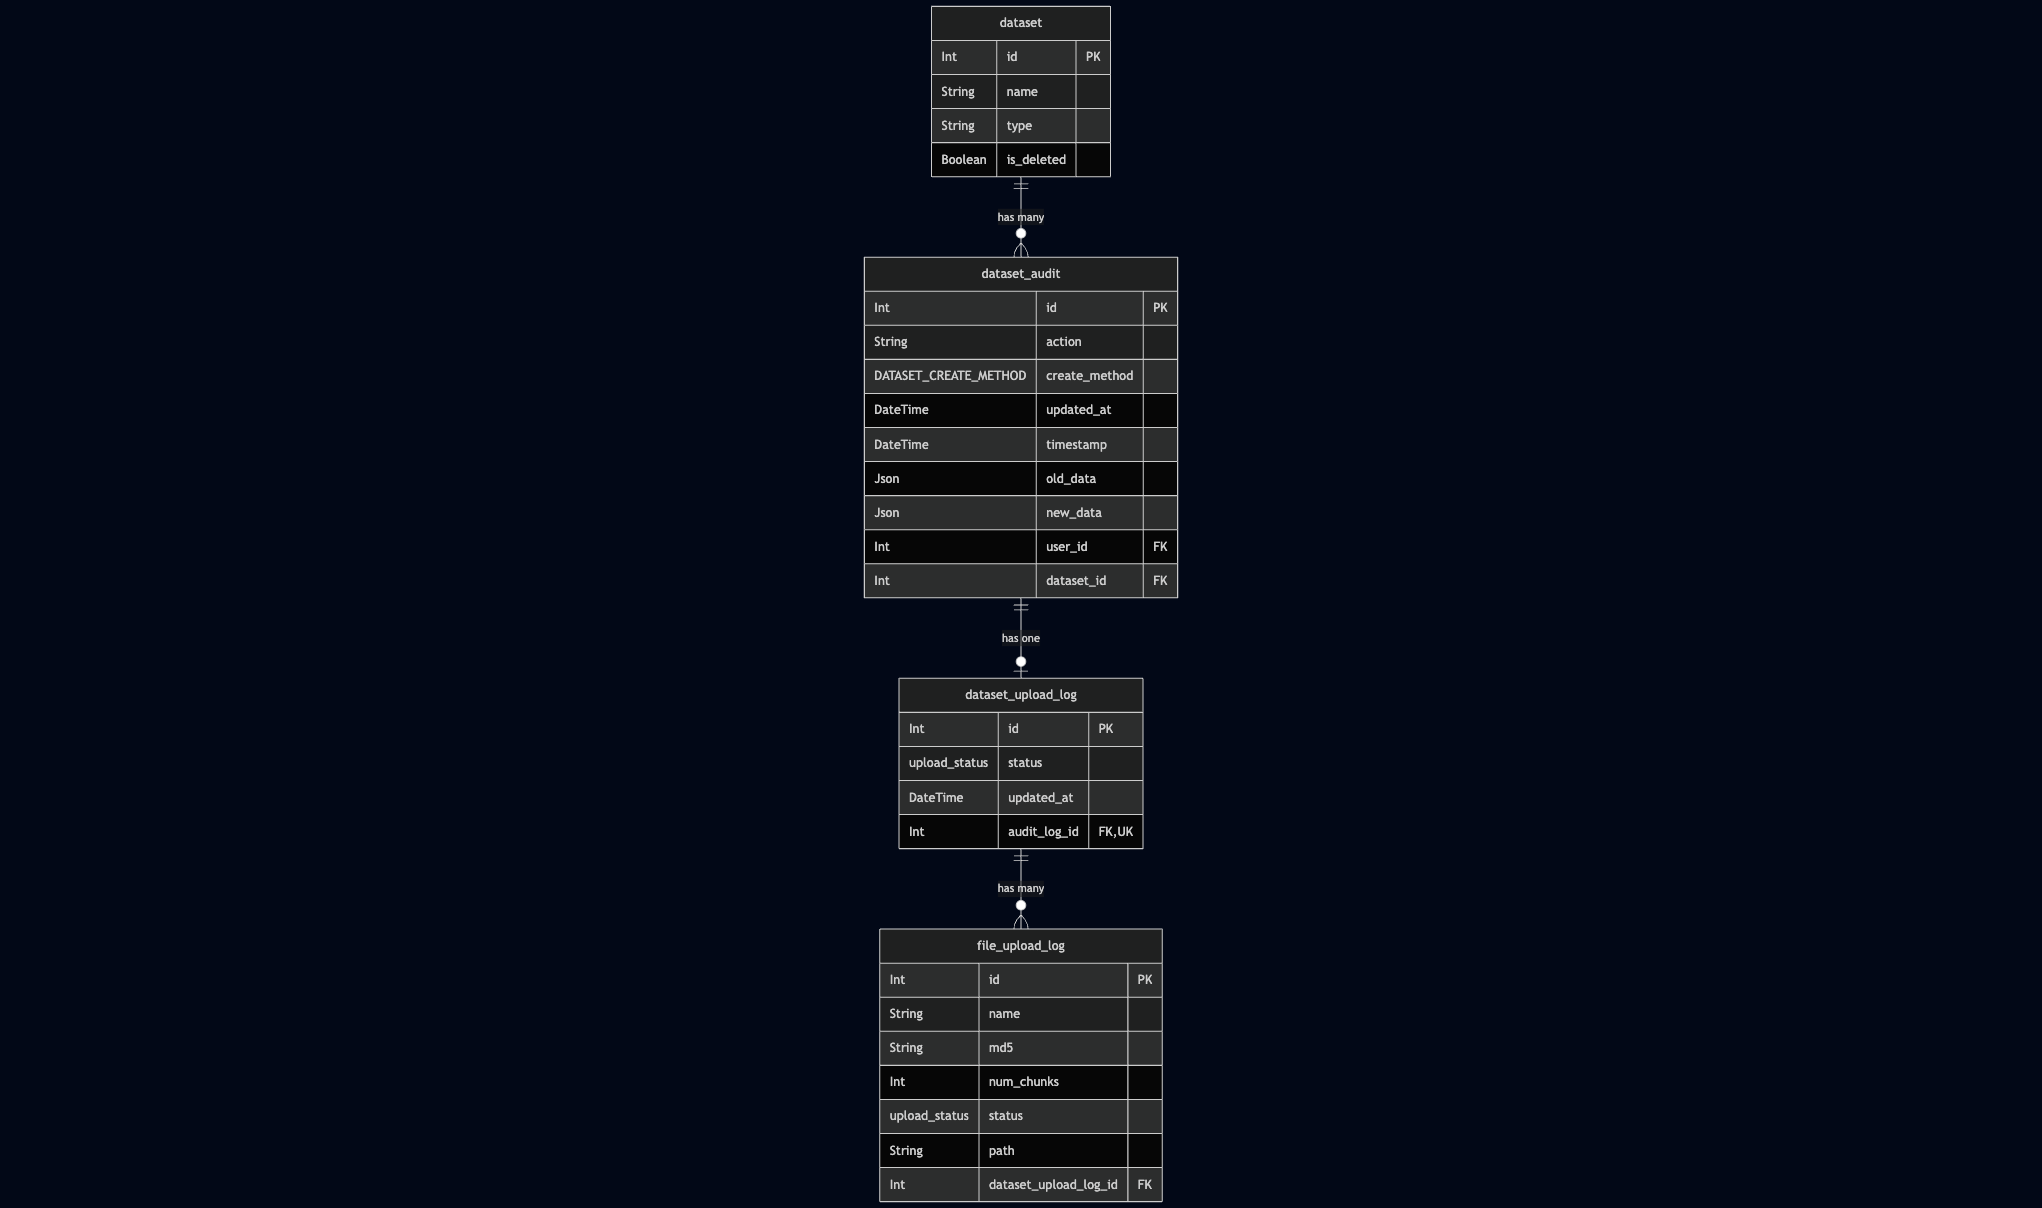 dataset
Int id PK
String name
String type
Boolean is_deleted
has many
dataset_audit
Int id PK
String action
DATASET_CREATE_METHOD create_method
DateTime updated_at
DateTime timestamp
Json old_data
Json new_data
Int user_id FK
Int dataset_id FK
has one
dataset_upload_log
Int id PK
upload_status status
DateTime updated_at
Int audit_log_id FK,UK
has many
file_upload_log
Int id PK
String name
String md5
Int num_chunks
upload_status status
String path
Int dataset_upload_log_id FK